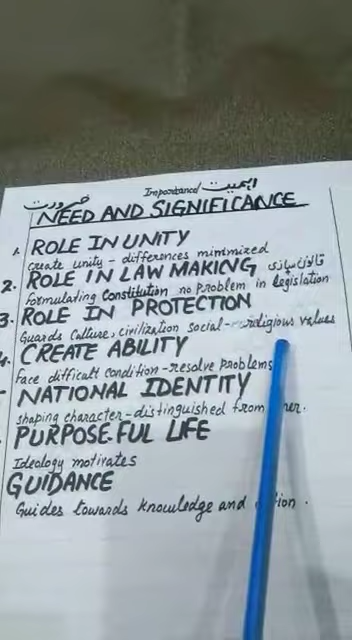 ضرورت Importance اہمیت
NEED AND SIGNIFICANCE
1. ROLE IN UNITY
Create unity - differences minimized
2. ROLE IN LAW MAKING قانون سازی
Formulating Constitution no problem in legislation
3. ROLE IN PROTECTION
Guards culture, civilization social - religious values
4. CREATE ABILITY
Face difficult condition - resolve problems
NATIONAL IDENTITY
shaping character - distinguished from
PURPOSE-FUL LIFE
Ideology motivates
GUIDANCE
Guides towards knowledge and